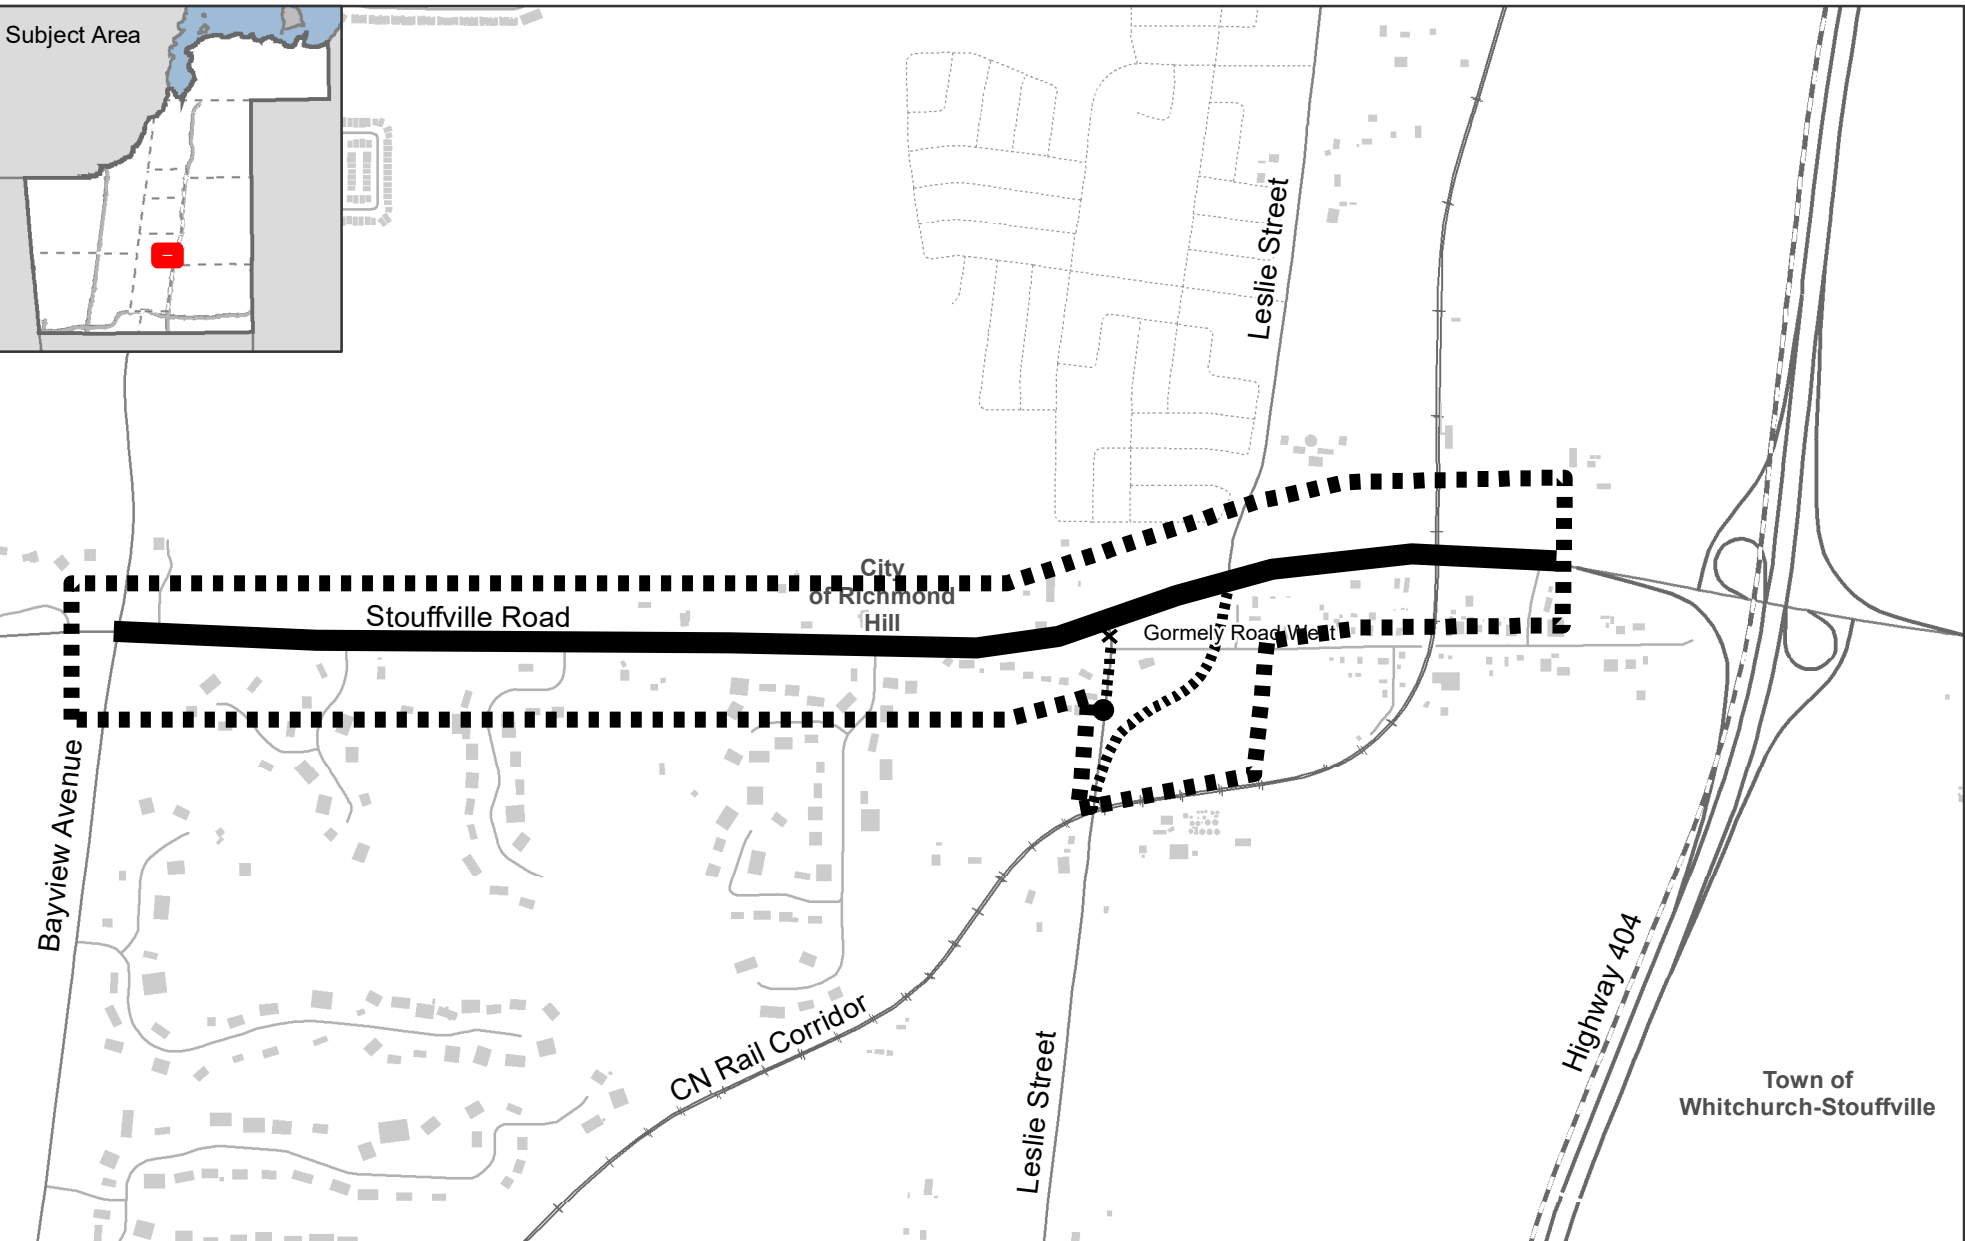 Subject Area
Leslie Street
City
of Richmond
Hill
Stouffville Road
Gormely Road West
Bayview Avenue
Highway 404
CN Rail Corridor
Leslie Street
Town of
Whitchurch-Stouffville